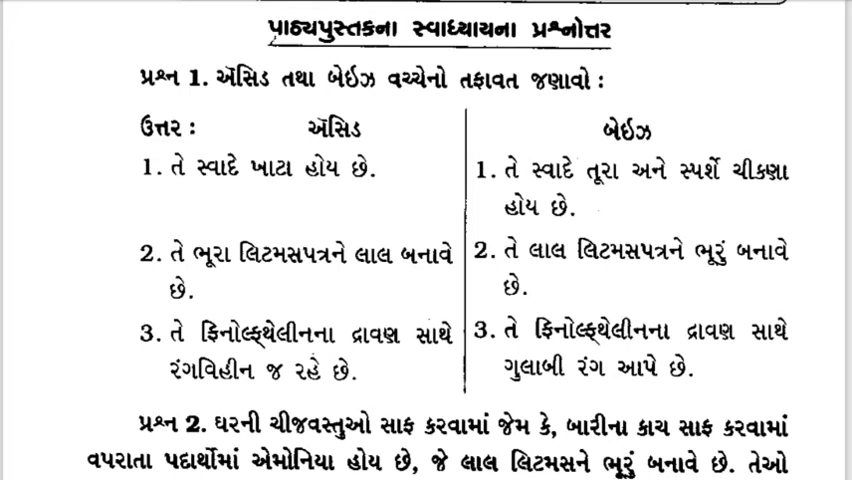 પાઠ્યપુસ્તકના સ્વાધ્યાયના પ્રશ્નોત્તર
પ્રશ્ન 1. ઍસિડ તથા બેઇઝ વચ્ચેનો તફાવત જણાવો :
ઉત્તર : ઍસિડ
1. તે સ્વાદે ખાટા હોય છે.
2. તે ભૂરા લિટમસપત્રને લાલ બનાવે
છે.
3. તે ફિનોલ્ફ્થેલીનના દ્રાવણ સાથે
રંગવિહીન જ રહે છે.
બેઇઝ
1. તે સ્વાદે તૂરા અને સ્પર્શે ચીકણા
હોય છે.
2. તે લાલ લિટમસપત્રને ભૂરું બનાવે
છે.
3. તે ફિનોલ્ફ્થેલીનના દ્રાવણ સાથે
ગુલાબી રંગ આપે છે.
પ્રશ્ન 2. ઘરની ચીજવસ્તુઓ સાફ કરવામાં જેમ કે, બારીના કાચ સાફ કરવામાં
વપરાતા પદાર્થોમાં એમોનિયા હોય છે, જે લાલ લિટમસને ભૂરું બનાવે છે. તેઓ